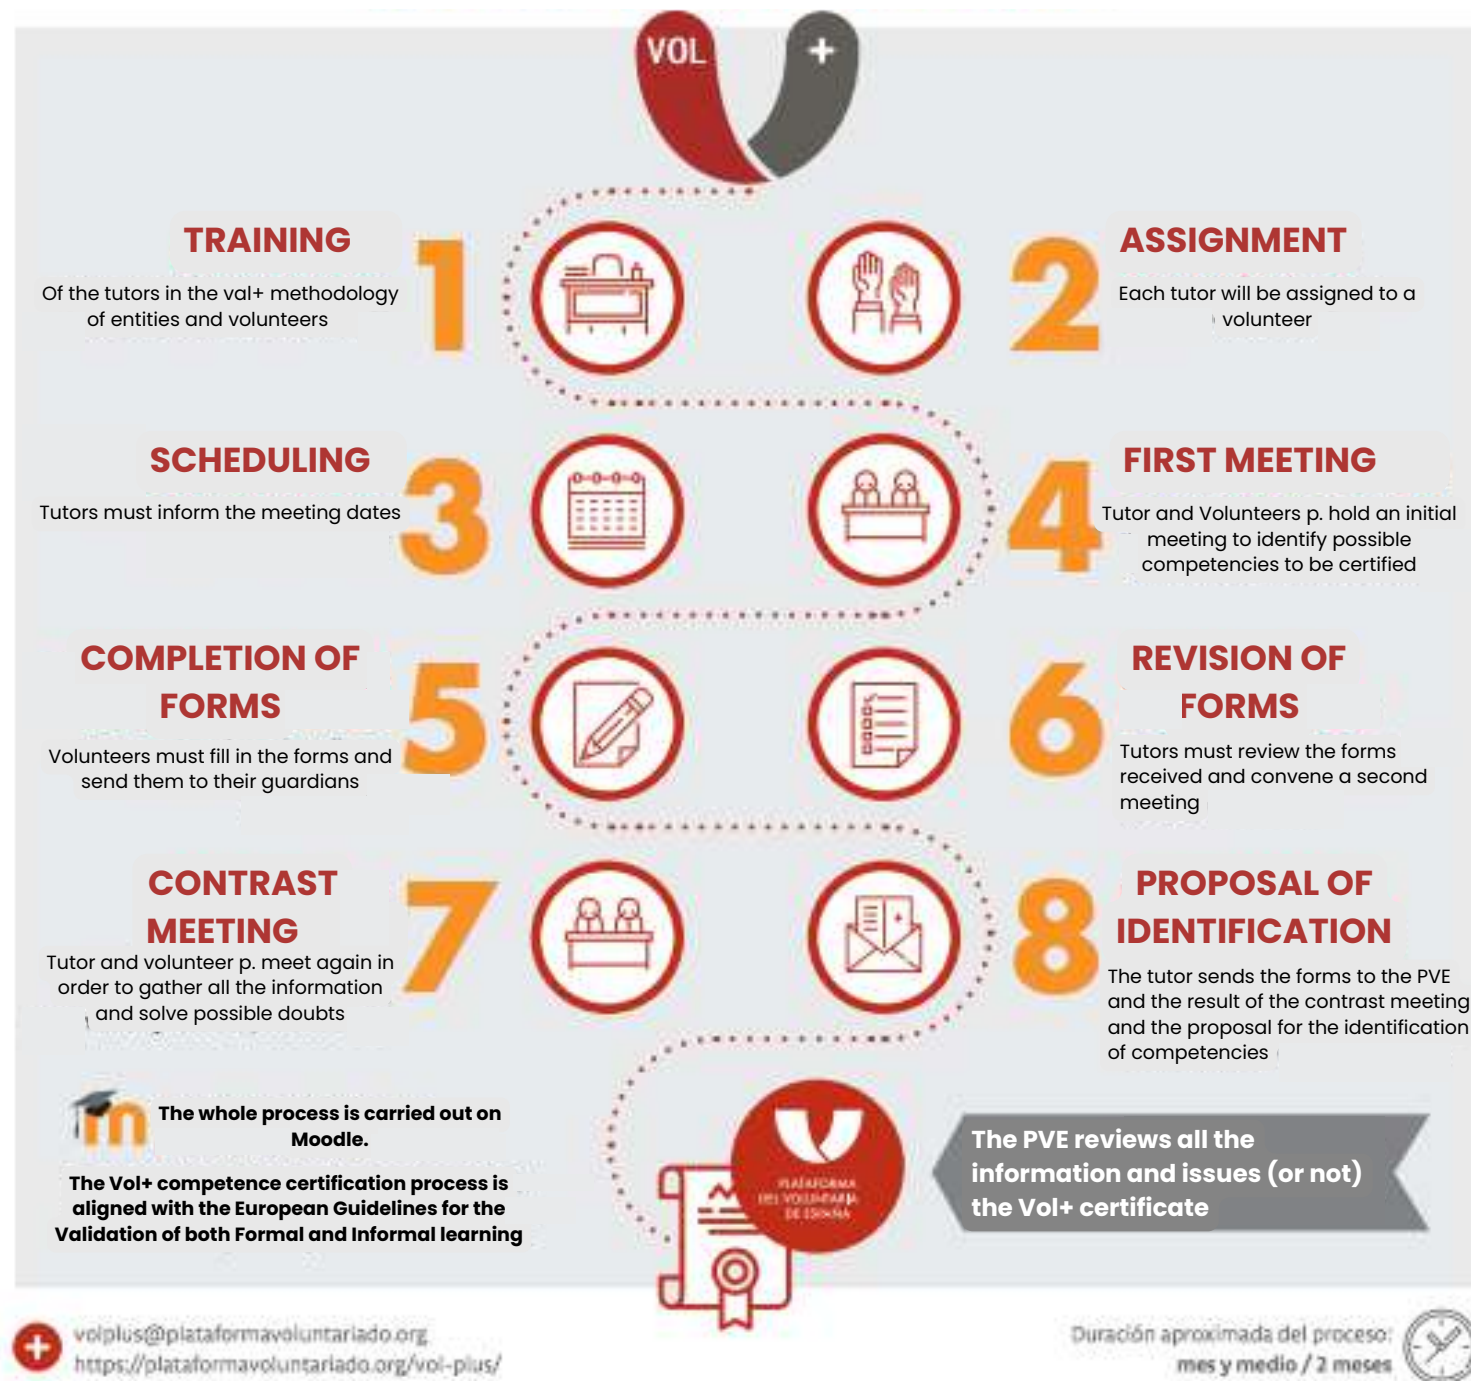 VOL +
TRAINING
Of the tutors in the val+ methodology
of entities and volunteers
1
2
ASSIGNMENT
Each tutor will be assigned to a
volunteer
SCHEDULING
Tutors must inform the meeting dates
3
4
FIRST MEETING
Tutor and Volunteers p. hold an initial
meeting to identify possible
competencies to be certified
COMPLETION OF
FORMS
Volunteers must fill in the forms and
send them to their guardians
5
6
REVISION OF
FORMS
Tutors must review the forms
received and convene a second
meeting
CONTRAST
MEETING
Tutor and volunteer p. meet again in
order to gather all the information
and solve possible doubts
7
8
PROPOSAL OF
IDENTIFICATION
The tutor sends the forms to the PVE
and the result of the contrast meeting
and the proposal for the identification
of competencies
The whole process is carried out on
Moodle.
The Vol+ competence certification process is
aligned with the European Guidelines for the
Validation of both Formal and Informal learning
PLATAFORMA
DEL VOLUNTARIA
DE ESPAÑA
The PVE reviews all the
information and issues (or not)
the Vol+ certificate
volplus@plataformavoluntariado.org
https://plataformavoluntariado.org/vol-plus/
Duración aproximada del proceso:
mes y medio / 2 meses